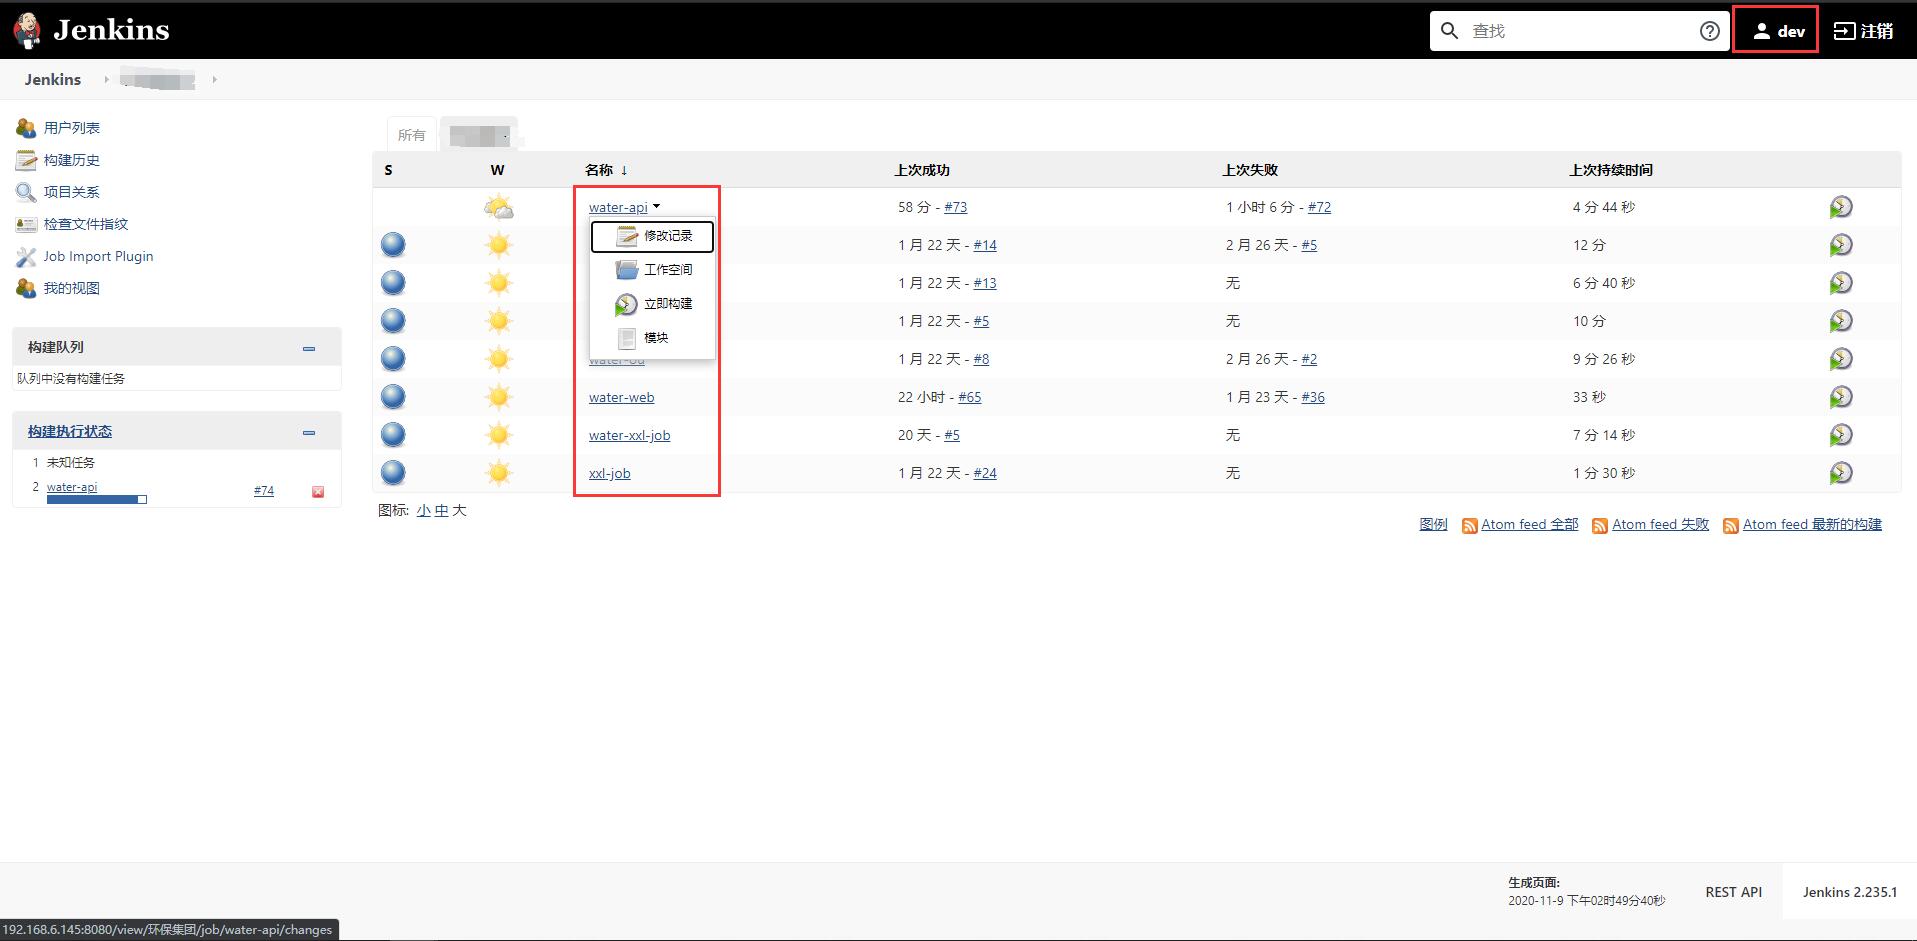 Jenkins
查找
dev
注销
Jenkins
用户列表
构建历史
项目关系
检查文件指纹
Job Import Plugin
我的视图
构建队列
队列中没有构建任务
构建执行状态
1 未知任务
2 water-api #74
所有
S W 名称 ↓ 上次成功 上次失败 上次持续时间
water-api 58 分 - #73 1 小时 6 分 - #72 4 分 44 秒
修改记录
工作空间
立即构建
模块
1 月 22 天 - #14 2 月 26 天 - #5 12 分
1 月 22 天 - #13 无 6 分 40 秒
1 月 22 天 - #5 无 10 分
1 月 22 天 - #8 2 月 26 天 - #2 9 分 26 秒
water-web 22 小时 - #65 1 月 23 天 - #36 33 秒
water-xxl-job 20 天 - #5 无 7 分 14 秒
xxl-job 1 月 22 天 - #24 无 1 分 30 秒
图标: 小 中 大
图例 Atom feed 全部 Atom feed 失败 Atom feed 最新的构建
生成页面:
2020-11-9 下午02时49分40秒
REST API
Jenkins 2.235.1
192.168.6.145:8080/view/环保集团/job/water-api/changes